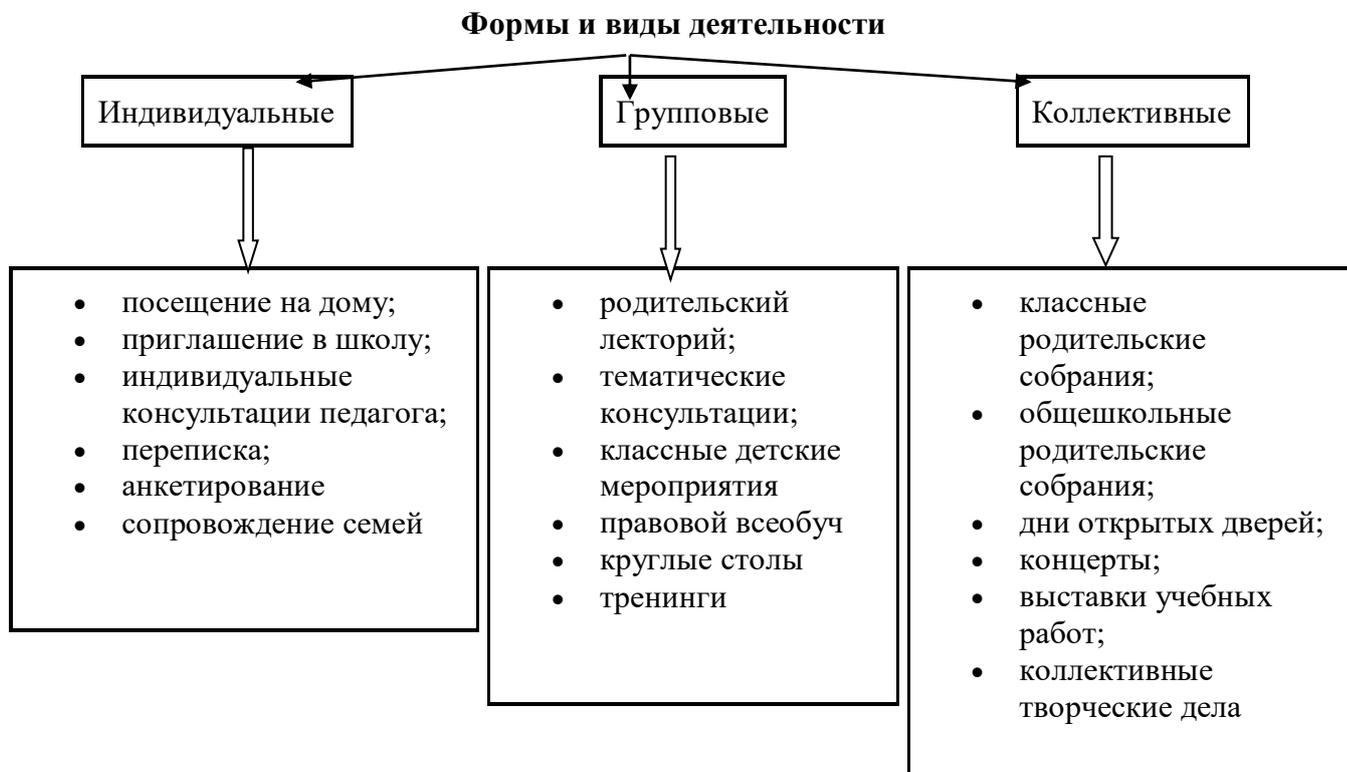 Формы и виды деятельности
Индивидуальные
Групповые
Коллективные
• посещение на дому;
• приглашение в школу;
• индивидуальные
консультации педагога;
• переписка;
• анкетирование
• сопровождение семей
• родительский
лекторий;
• тематические
консультации;
• классные детские
мероприятия
• правовой всеобуч
• круглые столы
• тренинги
• классные
родительские
собрания;
• общешкольные
родительские
собрания;
• дни открытых дверей;
• концерты;
• выставки учебных
работ;
• коллективные
творческие дела